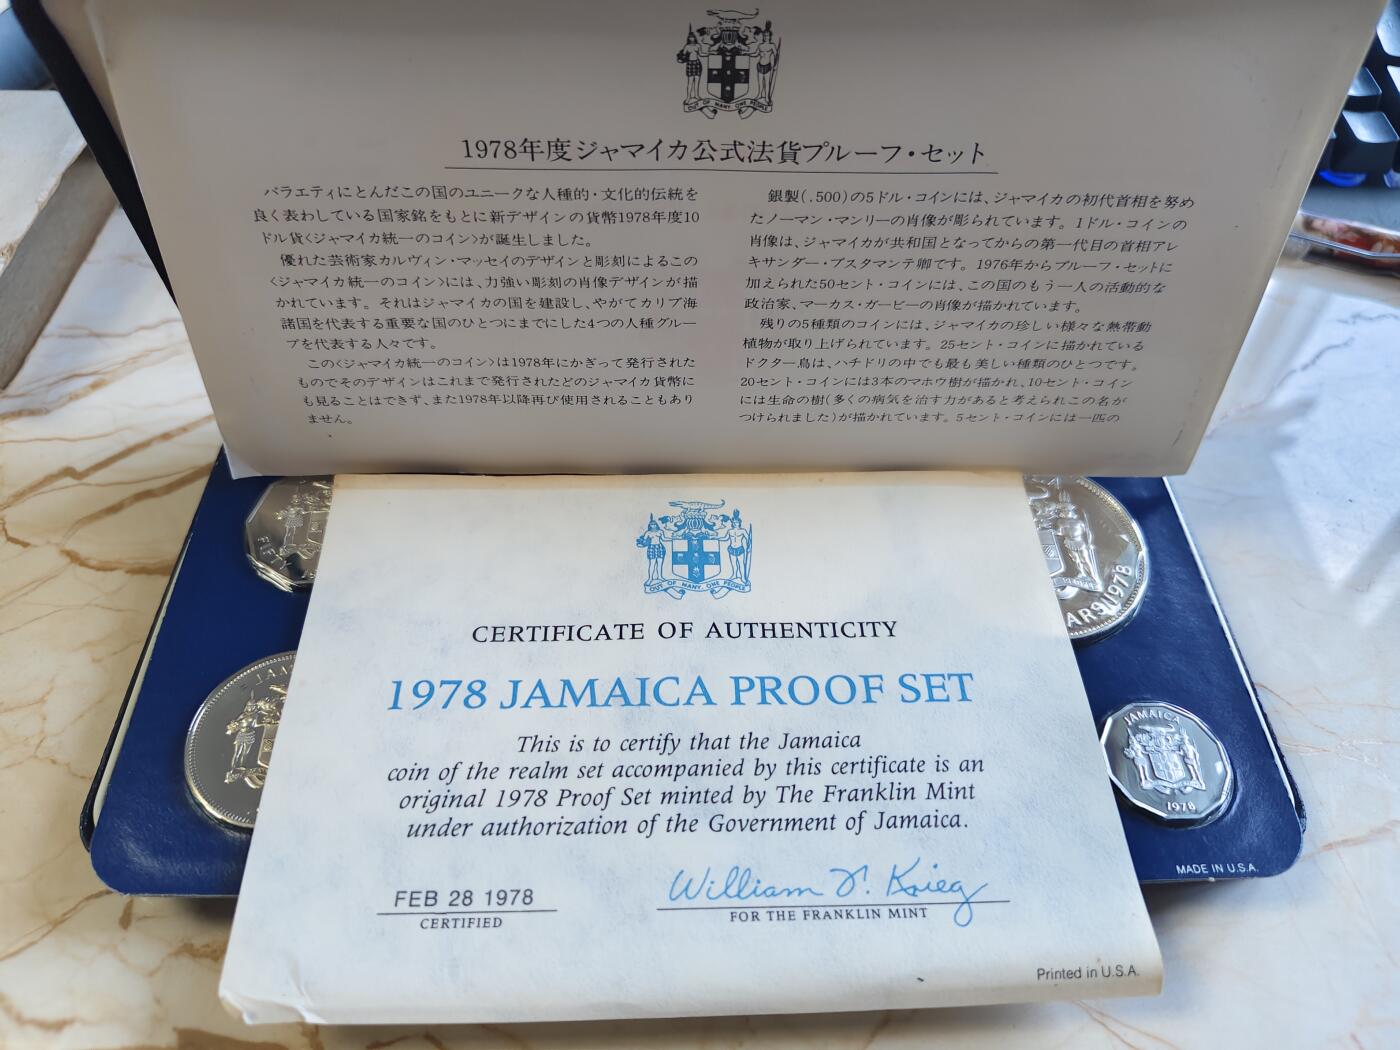 OUT OF MANY, ONE PEOPLE
1978年度ジャマイカ公式法貨プルーフ・セット
バラエティにとんだこの国のユニークな人種的・文化的伝統を
良く表わしている国家銘をもとに新デザインの貨幣1978年度10
ドル貨〈ジャマイカ統一のコイン〉が誕生しました。
優れた芸術家カルヴィン・マッセイのデザインと彫刻によるこの
〈ジャマイカ統一のコイン〉には、力強い彫刻の肖像デザインが描
かれています。それはジャマイカの国を建設し、やがてカリブ海
諸国を代表する重要な国のひとつにまでにした4つの人種グルー
プを代表する人々です。
この〈ジャマイカ統一のコイン〉は1978年にかぎって発行された
ものでそのデザインはこれまで発行されたどのジャマイカ貨幣に
も見ることはできず、また1978年以降再び使用されることもあり
ません。
銀製(.500)の5ドル・コインには、ジャマイカの初代首相を努め
たノーマン・マンリーの肖像が彫られています。1ドル・コインの
肖像は、ジャマイカが共和国となってからの第一代目の首相アレ
キサンダー・ブスタマンテ卿です。1976年からプルーフ・セットに
加えられた50セント・コインには、この国のもう一人の活動的な
政治家、マーカス・ガービーの肖像が描かれています。
残りの5種類のコインには、ジャマイカの珍しい様々な熱帯動
植物が取り上げられています。25セント・コインに描かれている
ドクター鳥は、ハチドリの中でも最も美しい種類のひとつです。
20セント・コインには3本のマホウ樹が描かれ、10セント・コイン
には生命の樹(多くの病気を治す力があると考えられこの名が
つけられました)が描かれています。5セント・コインには一匹の
OUT OF MANY, ONE PEOPLE
CERTIFICATE OF AUTHENTICITY
1978 JAMAICA PROOF SET
This is to certify that the Jamaica
coin of the realm set accompanied by this certificate is an
original 1978 Proof Set minted by The Franklin Mint
under authorization of the Government of Jamaica.
FEB 28 1978
CERTIFIED
William T. Krieg
FOR THE FRANKLIN MINT
Printed in U.S.A.
1978
JAMAICA
1978
MADE IN U.S.A.